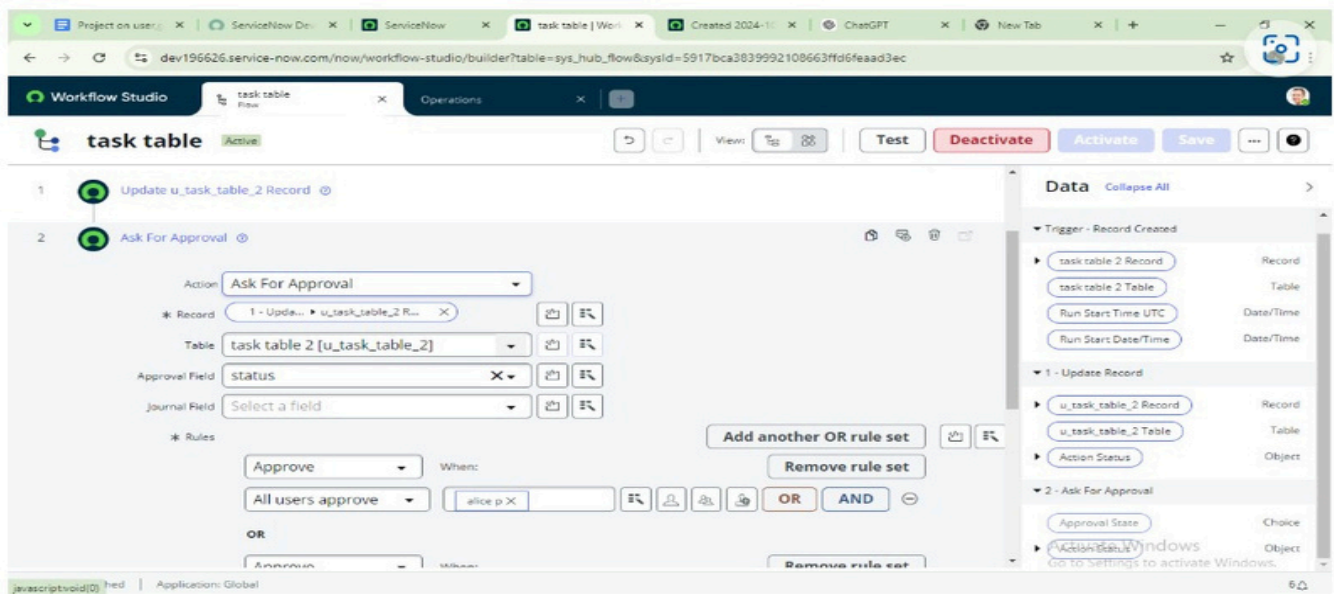 Project on user, ServiceNow De ServiceNow task table | Work Created 2024-1 ChatGPT New Tab
dev196626.service-now.com/now/workflow-studio/builder?table=sys_hub_flow&sysId=5917bca3839992108663ffd6feaad3ec
Workflow Studio task table Flow Operations
task table Active View: Test Deactivate Activate Save
1 Update u_task_table_2 Record
2 Ask For Approval
Action Ask For Approval
* Record 1 - Upda... ▸ u_task_table_2 R...
Table task table 2 [u_task_table_2]
Approval Field status
Journal Field Select a field
* Rules Add another OR rule set
Approve When: Remove rule set
All users approve alice p OR AND
OR
Approve When: Remove rule set
Data Collapse All
Trigger - Record Created
task table 2 Record Record
task table 2 Table Table
Run Start Time UTC Date/Time
Run Start Date/Time Date/Time
1 - Update Record
u_task_table_2 Record Record
u_task_table_2 Table Table
Action Status Object
2 - Ask For Approval
Approval State Choice
Action Status Object
Activate Windows
Go to Settings to activate Windows.
javascript:void(0) hed Application: Global 6